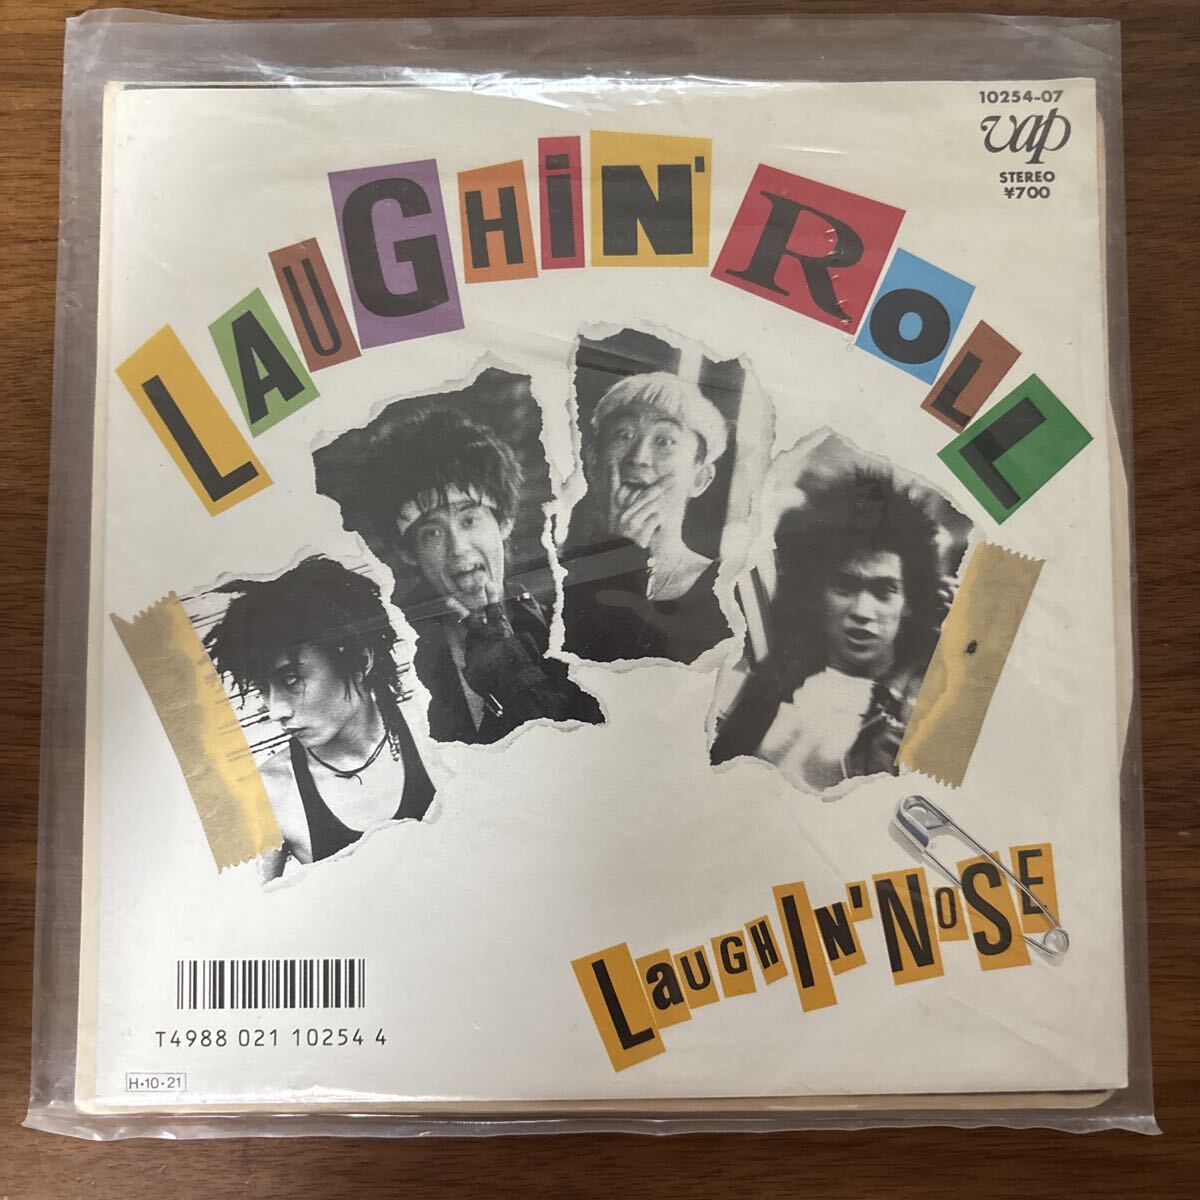 10254-07
vap
STEREO
¥700
LAUGHiN' ROLL
LaUGHIN' NOSE
T4988 021 10254 4
H・10・21